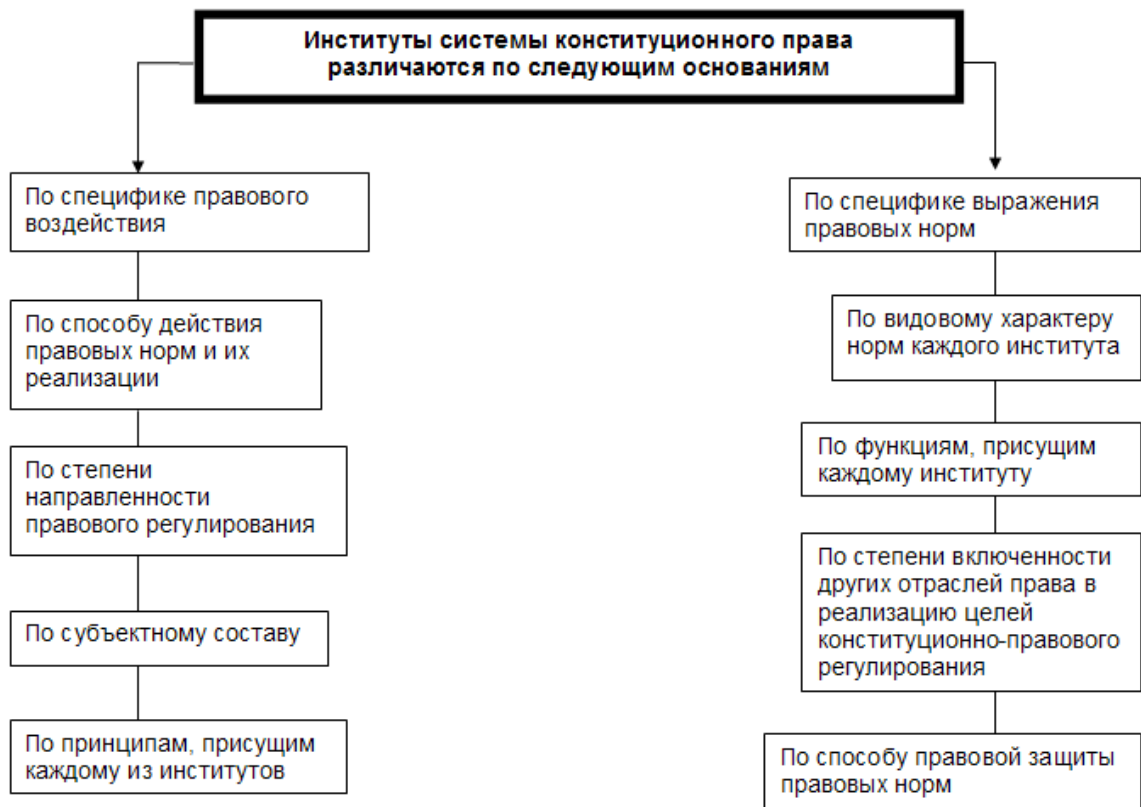 Институты системы конституционного права
различаются по следующим основаниям
По специфике правового
воздействия
По способу действия
правовых норм и их
реализации
По степени
направленности
правового регулирования
По субъектному составу
По принципам, присущим
каждому из институтов
По специфике выражения
правовых норм
По видовому характеру
норм каждого института
По функциям, присущим
каждому институту
По степени включенности
других отраслей права в
реализацию целей
конституционно-правового
регулирования
По способу правовой защиты
правовых норм